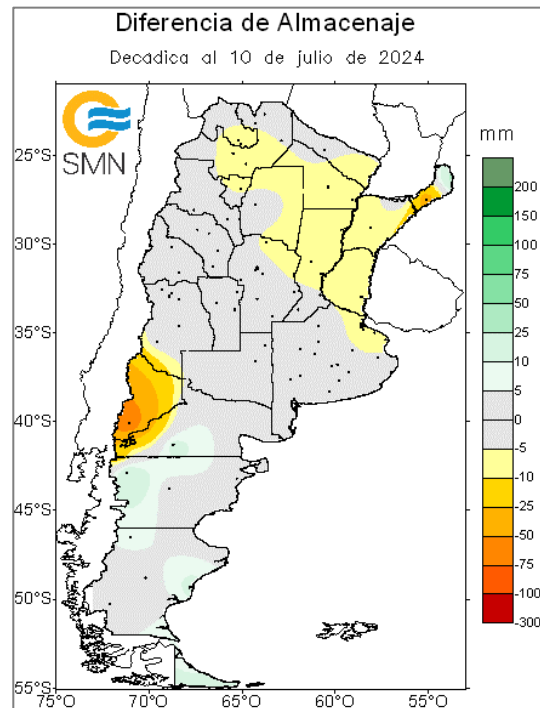 Diferencia de Almacenaje
Decadica al 10 de julio de 2024
SMN
mm
200
150
100
75
50
25
10
5
0
-5
-10
-25
-50
-75
-100
-300
25°S
30°S
35°S
40°S
45°S
50°S
55°S
75°O 70°O 65°O 60°O 55°O